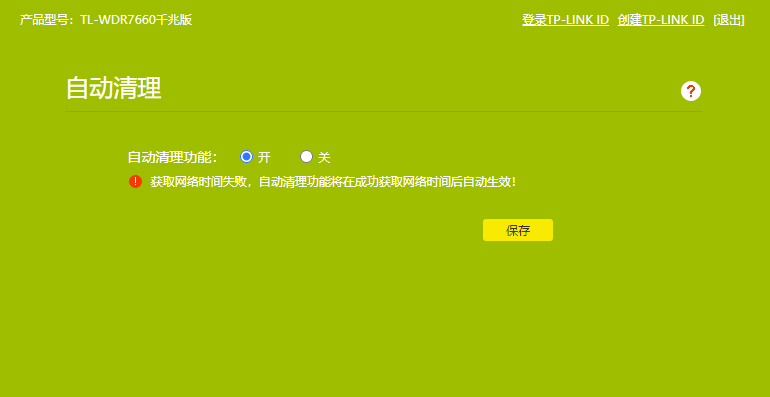 产品型号：TL-WDR7660千兆版 登录TP-LINK ID 创建TP-LINK ID [退出]
自动清理 ?
自动清理功能： 开 关
! 获取网络时间失败，自动清理功能将在成功获取网络时间后自动生效！
保存